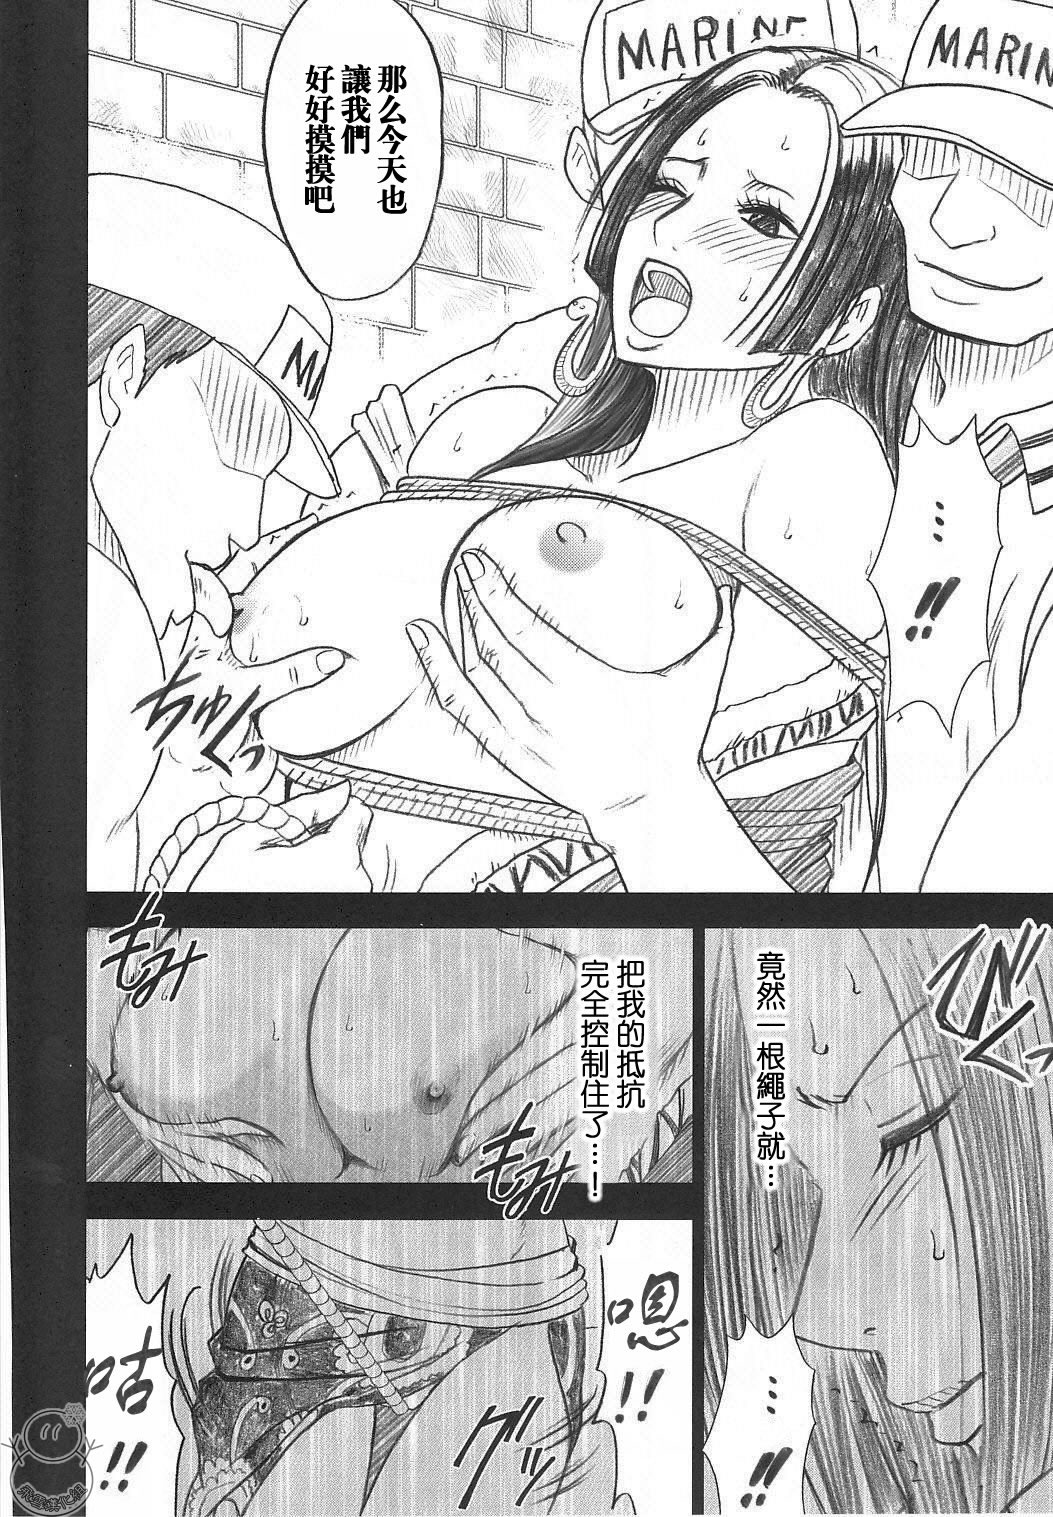 MARINE
MARINE
那么今天也
讓我們
好好摸摸吧
M
…
!!
ちゅくっ
竟然一根繩子就…
もみ
把我的抵抗
完全控制住了…！
もみ
嗯
!!
グッ
咕
!!
…
!!